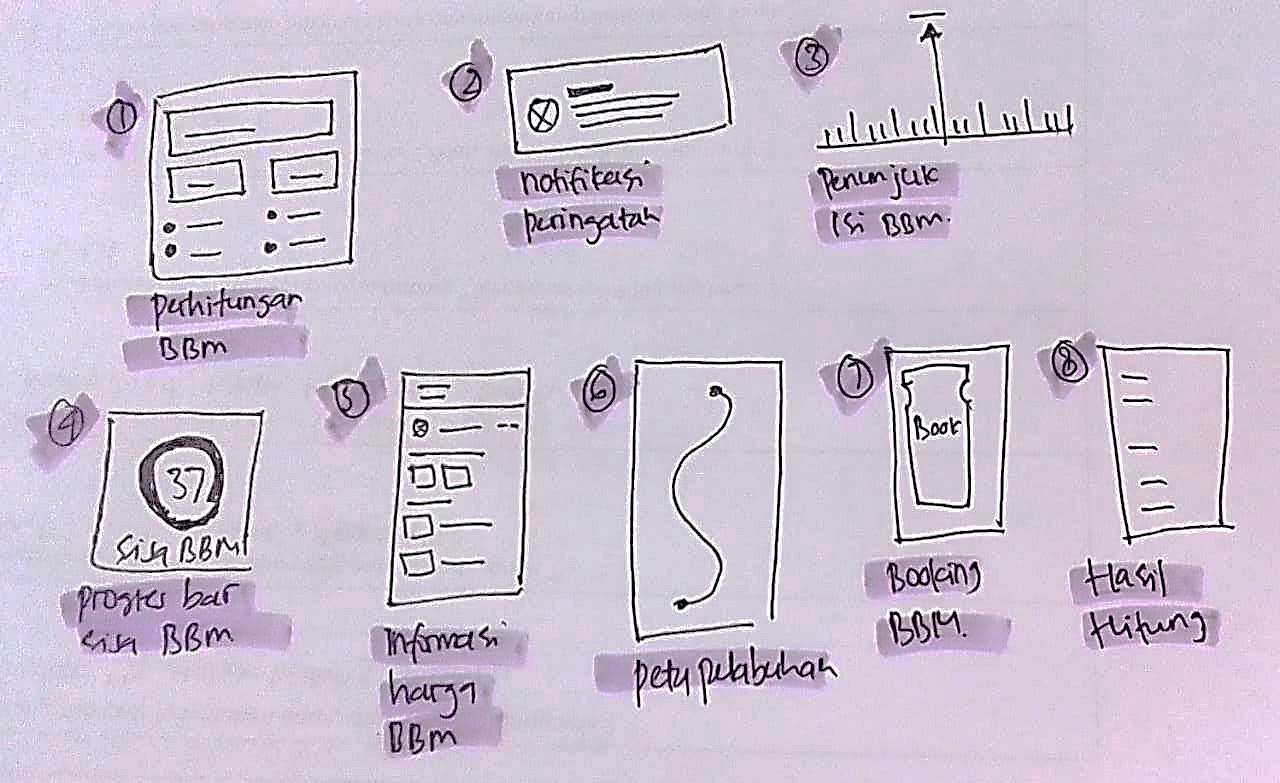 ①
perhitungan
BBM
②
notifikasi
peringatan
③
Penunjuk
isi BBM.
④
37
sisa BBM
progres bar
sisa BBM
⑤
Informasi
harga
BBM
⑥
peta pelabuhan
⑦
Book
Booking
BBM.
⑧
Hasil
Hitung